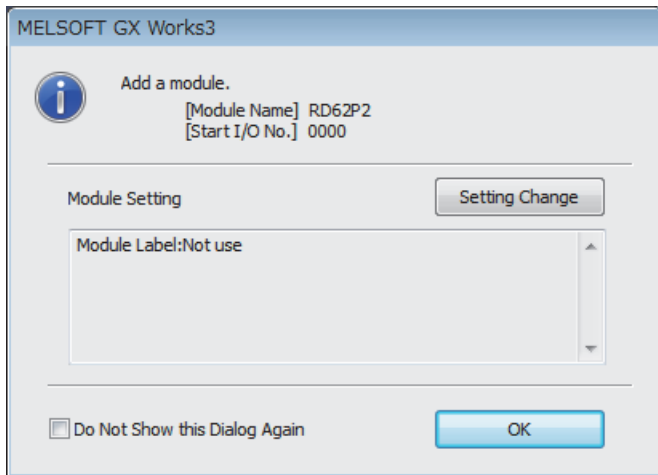 MELSOFT GX Works3
Add a module.
[Module Name] RD62P2
[Start I/O No.] 0000
Module Setting
Setting Change
Module Label:Not use
Do Not Show this Dialog Again
OK